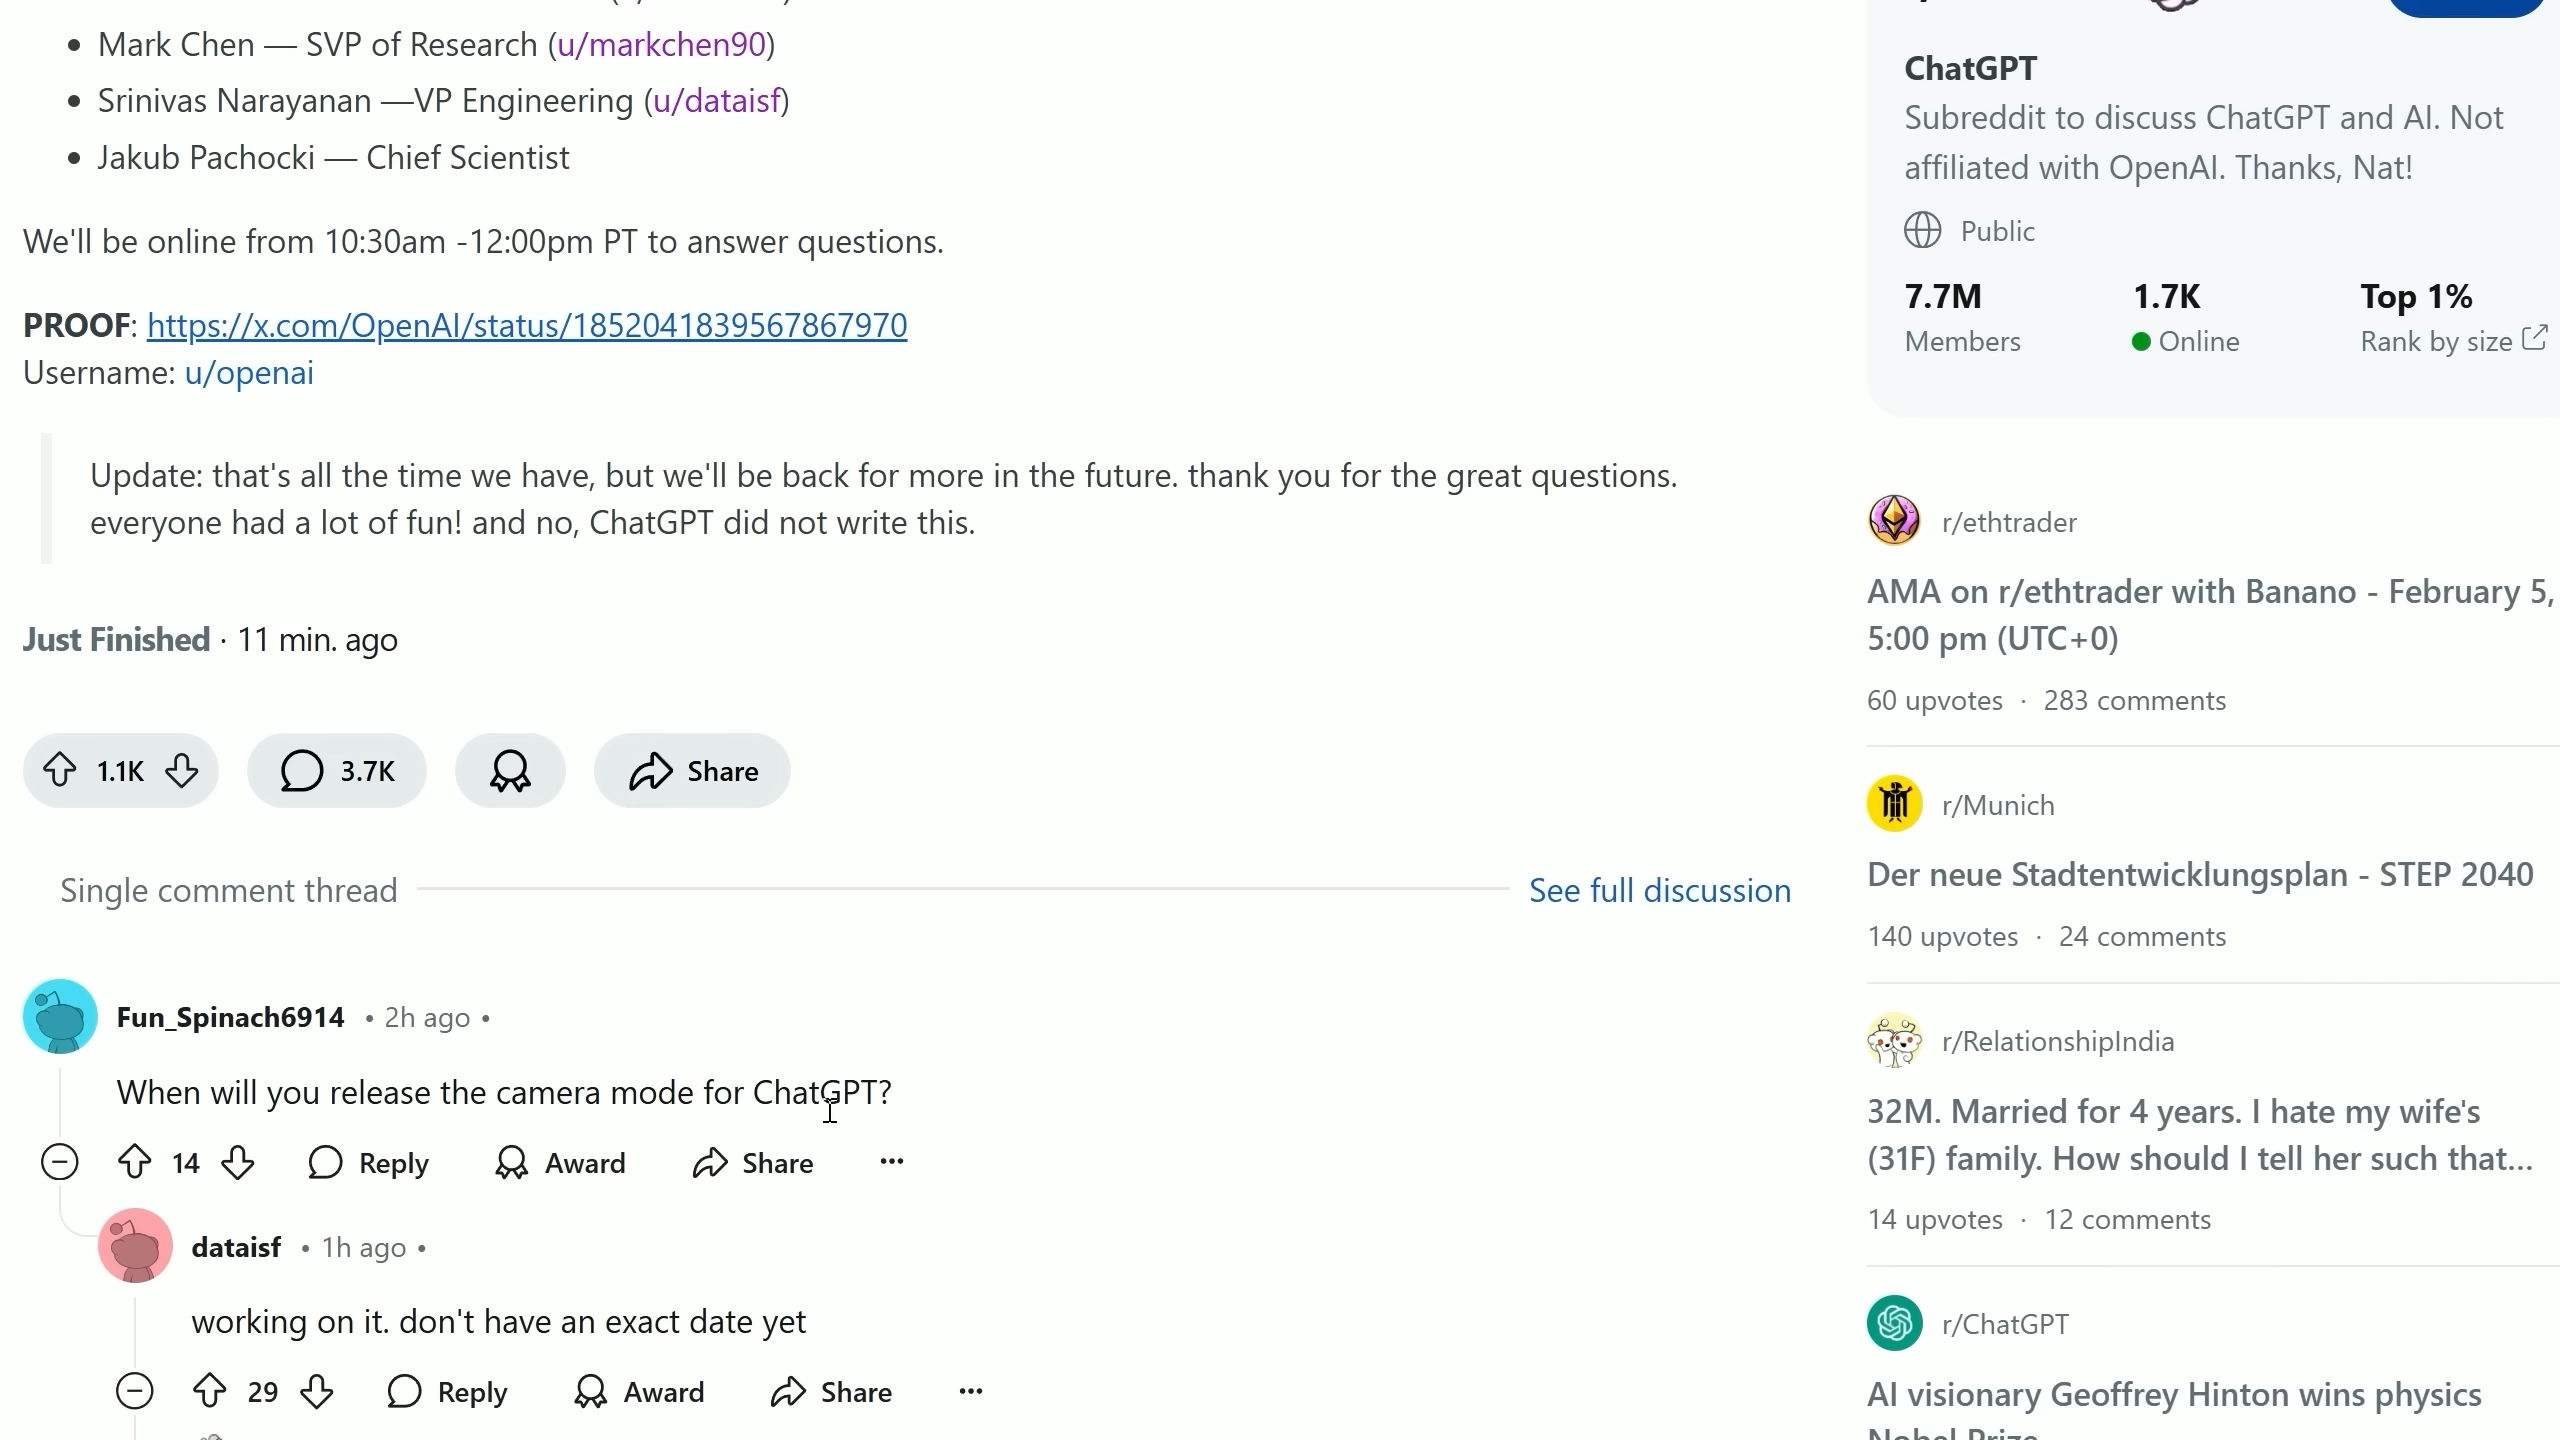 Mark Chen — SVP of Research (u/markchen90)
Srinivas Narayanan —VP Engineering (u/dataisf)
Jakub Pachocki — Chief Scientist
We'll be online from 10:30am -12:00pm PT to answer questions.
PROOF: https://x.com/OpenAI/status/1852041839567867970
Username: u/openai
Update: that's all the time we have, but we'll be back for more in the future. thank you for the great questions.
everyone had a lot of fun! and no, ChatGPT did not write this.
Just Finished · 11 min. ago
1.1K
3.7K
Share
Single comment thread
See full discussion
Fun_Spinach6914 • 2h ago •
When will you release the camera mode for ChatGPT?
14 Reply Award Share
dataisf • 1h ago •
working on it. don't have an exact date yet
29 Reply Award Share
ChatGPT
Subreddit to discuss ChatGPT and AI. Not
affiliated with OpenAI. Thanks, Nat!
Public
7.7M 1.7K Top 1%
Members Online Rank by size
r/ethtrader
AMA on r/ethtrader with Banano - February 5,
5:00 pm (UTC+0)
60 upvotes · 283 comments
r/Munich
Der neue Stadtentwicklungsplan - STEP 2040
140 upvotes · 24 comments
r/RelationshipIndia
32M. Married for 4 years. I hate my wife's
(31F) family. How should I tell her such that...
14 upvotes · 12 comments
r/ChatGPT
AI visionary Geoffrey Hinton wins physics
Nobel Prize